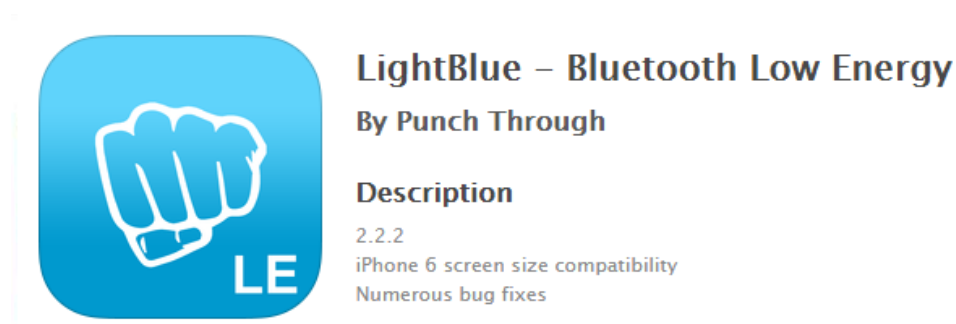 LightBlue – Bluetooth Low Energy
By Punch Through
Description
2.2.2
iPhone 6 screen size compatibility
Numerous bug fixes
LE